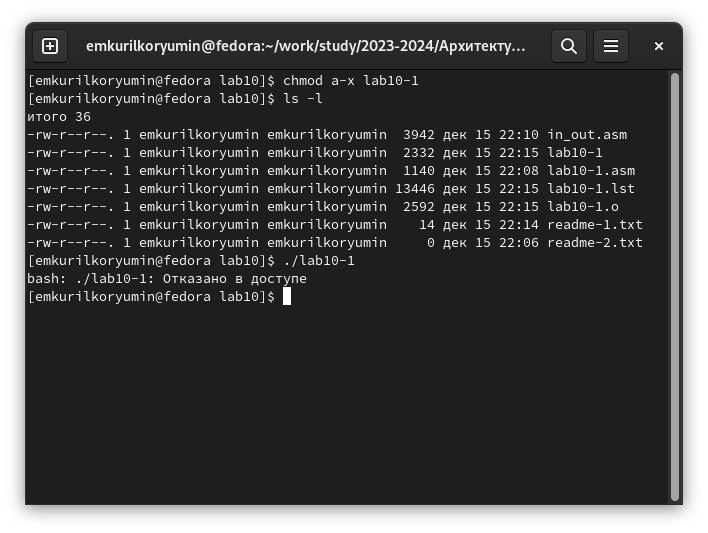 emkurilkoryumin@fedora:~/work/study/2023-2024/Архитекту...
[emkurilkoryumin@fedora lab10]$ chmod a-x lab10-1
[emkurilkoryumin@fedora lab10]$ ls -l
итого 36
-rw-r--r--. 1 emkurilkoryumin emkurilkoryumin  3942 дек 15 22:10 in_out.asm
-rw-r--r--. 1 emkurilkoryumin emkurilkoryumin  2332 дек 15 22:15 lab10-1
-rw-r--r--. 1 emkurilkoryumin emkurilkoryumin  1140 дек 15 22:08 lab10-1.asm
-rw-r--r--. 1 emkurilkoryumin emkurilkoryumin 13446 дек 15 22:15 lab10-1.lst
-rw-r--r--. 1 emkurilkoryumin emkurilkoryumin  2592 дек 15 22:15 lab10-1.o
-rw-r--r--. 1 emkurilkoryumin emkurilkoryumin    14 дек 15 22:14 readme-1.txt
-rw-r--r--. 1 emkurilkoryumin emkurilkoryumin     0 дек 15 22:06 readme-2.txt
[emkurilkoryumin@fedora lab10]$ ./lab10-1
bash: ./lab10-1: Отказано в доступе
[emkurilkoryumin@fedora lab10]$